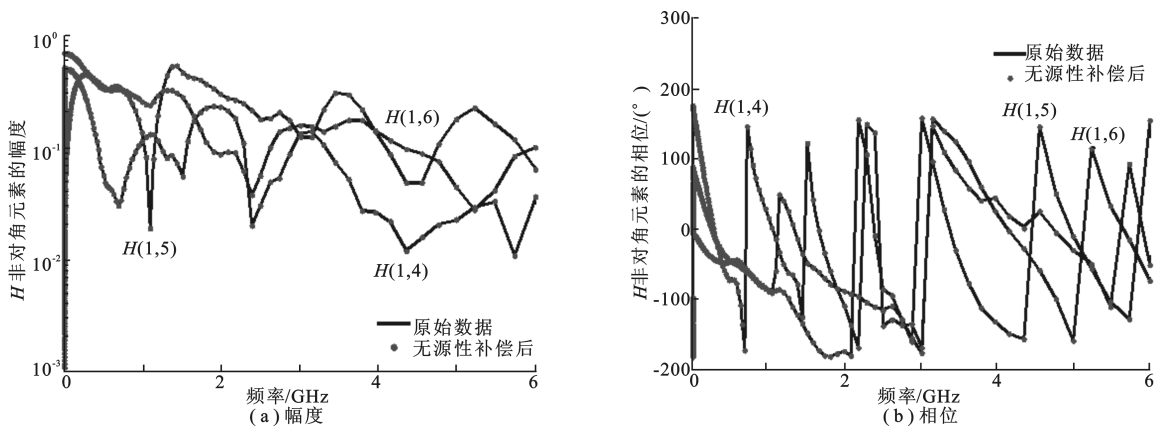 10⁰
10⁻¹
10⁻²
10⁻³
H 非对角元素的幅度
H(1,6)
H(1,5)
H(1,4)
原始数据
无源性补偿后
0 2 4 6
频率/GHz
(a)幅度
300
200
100
0
-100
-200
H非对角元素的相位/(°)
原始数据
无源性补偿后
H(1,4)
H(1,5)
H(1,6)
0 2 4 6
频率/GHz
(b)相位